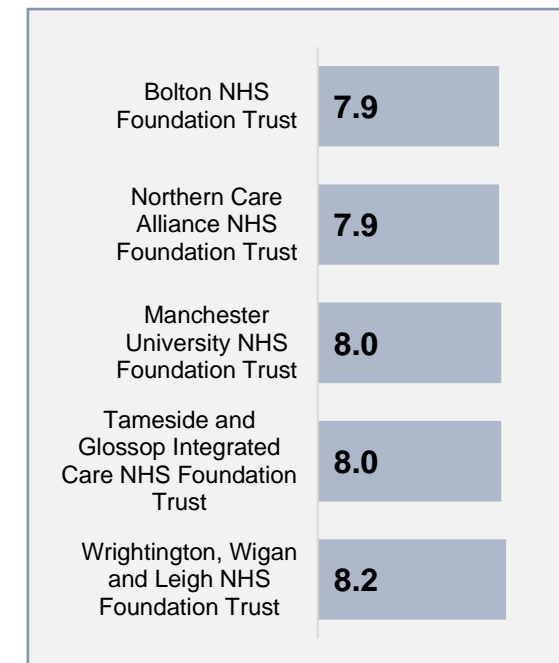 Bolton NHS
Foundation Trust
7.9
Northern Care
Alliance NHS
Foundation Trust
7.9
Manchester
University NHS
Foundation Trust
8.0
Tameside and
Glossop Integrated
Care NHS Foundation
Trust
8.0
Wrightington, Wigan
and Leigh NHS
Foundation Trust
8.2